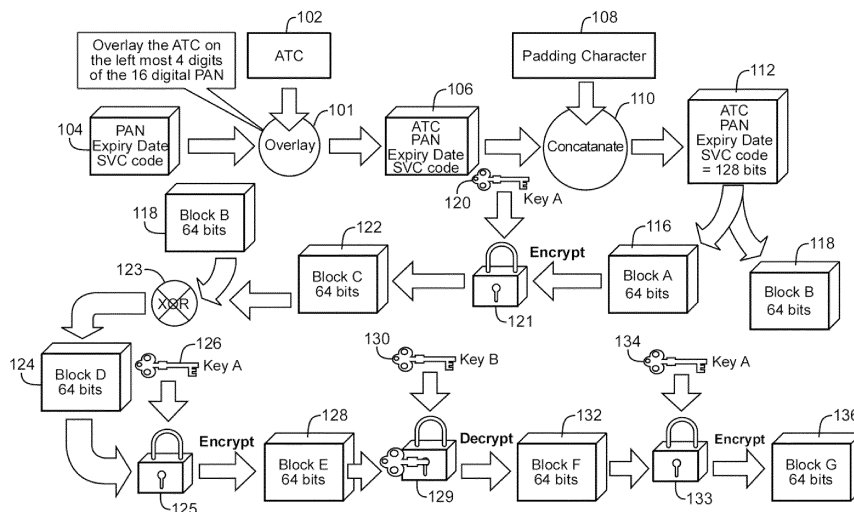 102
108
Overlay the ATC on
the left most 4 digits
of the 16 digital PAN
ATC
Padding Character
112
106
101
110
104
PAN
Expiry Date
SVC code
Overlay
ATC
PAN
Expiry Date
SVC code
Concatanate
ATC
PAN
Expiry Date
SVC code
= 128 bits
120
Key A
118
Block B
64 bits
122
Encrypt
116
118
123
Block C
64 bits
Block A
64 bits
Block B
64 bits
XOR
121
126
130
134
124
Block D
64 bits
Key A
Key B
Key A
128
132
136
Encrypt
Decrypt
Encrypt
Block E
64 bits
Block F
64 bits
Block G
64 bits
125
129
133